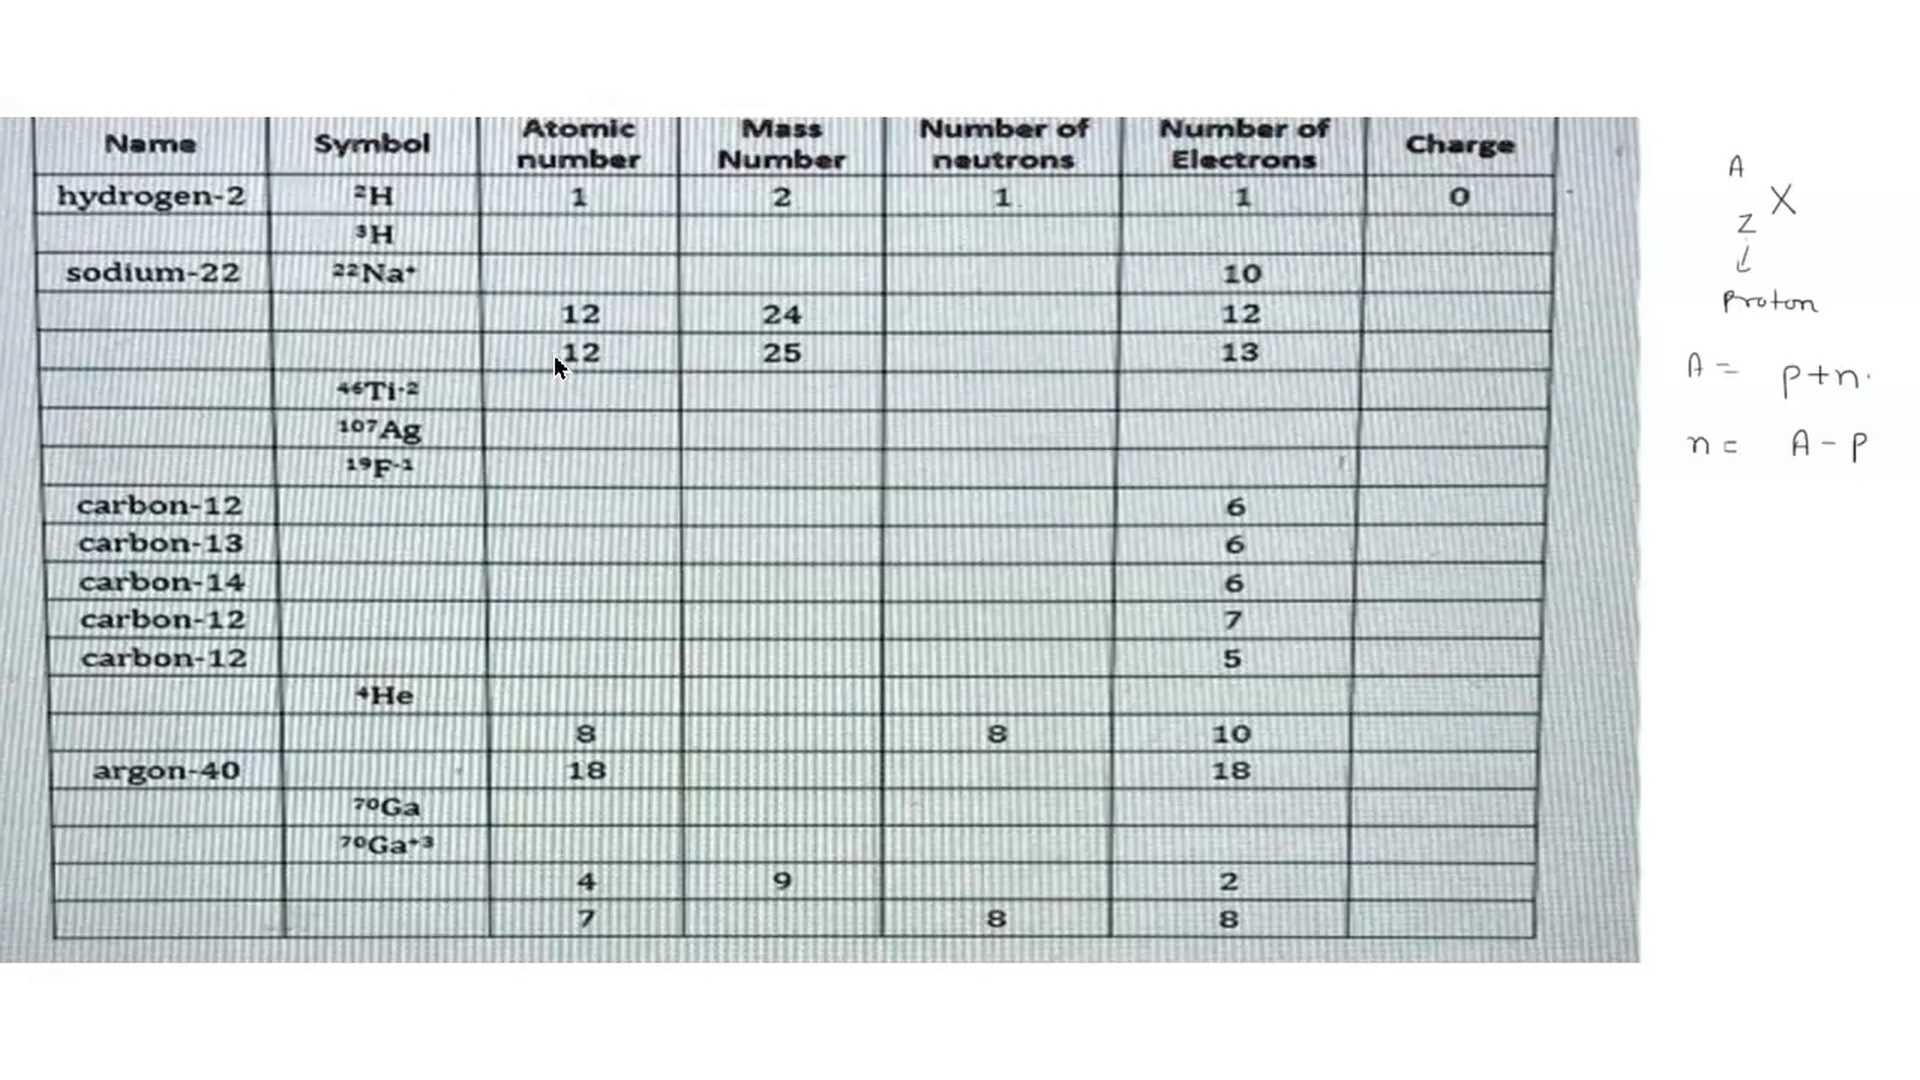 Name Symbol Atomic number Mass Number Number of neutrons Number of Electrons Charge
hydrogen-2 ²H 1 2 1 1 0
³H
sodium-22 ²²Na⁺ 10
12 24 12
12 25 13
⁴⁶Ti⁻²
¹⁰⁷Ag
¹⁹F⁻¹
carbon-12 6
carbon-13 6
carbon-14 6
carbon-12 7
carbon-12 5
⁴He
8 8 10
argon-40 18 18
⁷⁰Ga
⁷⁰Ga⁺³
4 9 2
7 8 8
A
X
Z
Proton
A = p+n.
n = A - p